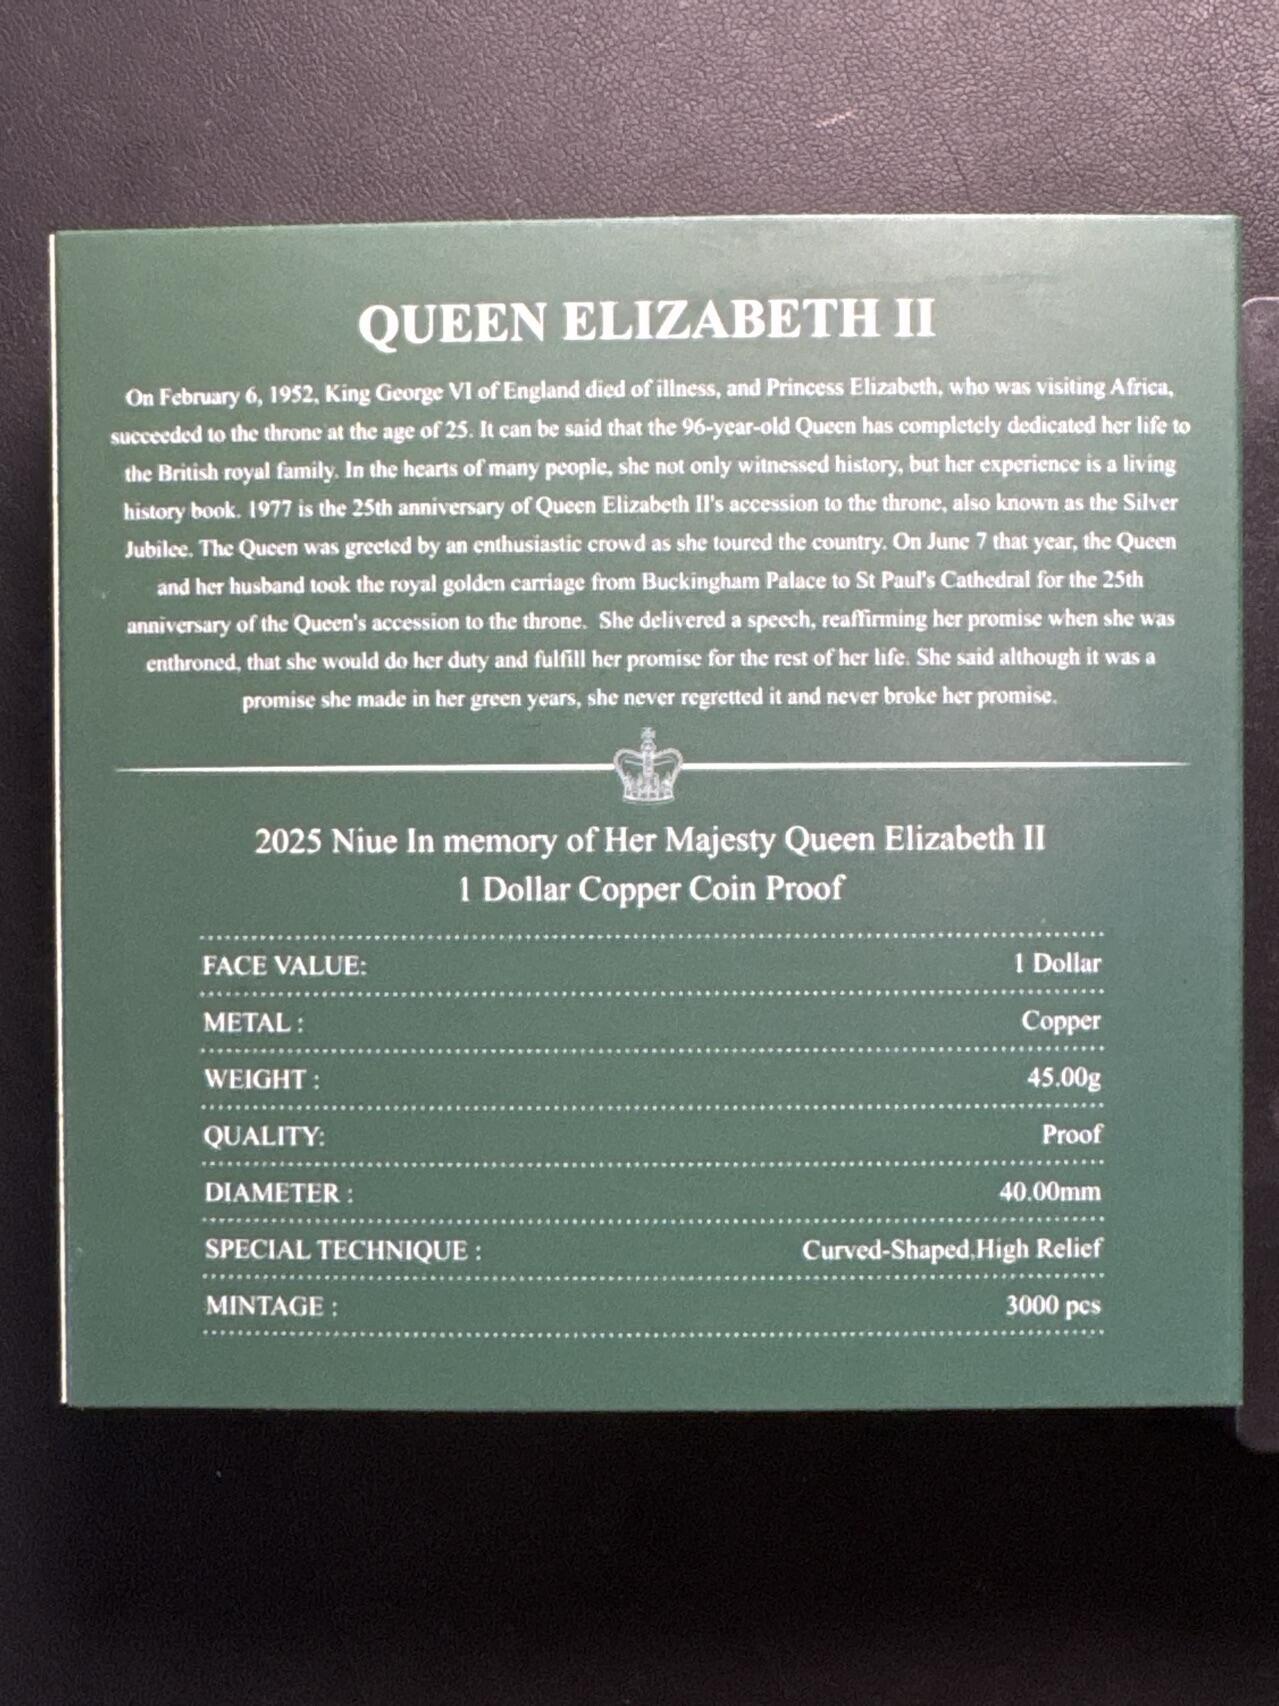 QUEEN ELIZABETH II
On February 6, 1952, King George VI of England died of illness, and Princess Elizabeth, who was visiting Africa,
succeeded to the throne at the age of 25. It can be said that the 96-year-old Queen has completely dedicated her life to
the British royal family. In the hearts of many people, she not only witnessed history, but her experience is a living
history book. 1977 is the 25th anniversary of Queen Elizabeth II's accession to the throne, also known as the Silver
Jubilee. The Queen was greeted by an enthusiastic crowd as she toured the country. On June 7 that year, the Queen
and her husband took the royal golden carriage from Buckingham Palace to St Paul's Cathedral for the 25th
anniversary of the Queen's accession to the throne. She delivered a speech, reaffirming her promise when she was
enthroned, that she would do her duty and fulfill her promise for the rest of her life. She said although it was a
promise she made in her green years, she never regretted it and never broke her promise.
2025 Niue In memory of Her Majesty Queen Elizabeth II
1 Dollar Copper Coin Proof
FACE VALUE: 1 Dollar
METAL : Copper
WEIGHT : 45.00g
QUALITY: Proof
DIAMETER : 40.00mm
SPECIAL TECHNIQUE : Curved-Shaped,High Relief
MINTAGE : 3000 pcs